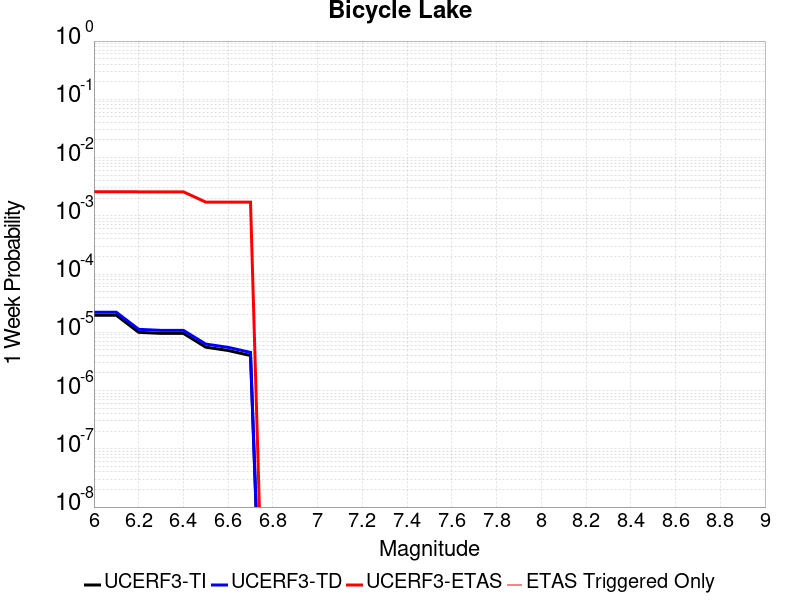 Bicycle Lake
10^0
10^-1
10^-2
10^-3
10^-4
10^-5
10^-6
10^-7
10^-8
1 Week Probability
6 6.2 6.4 6.6 6.8 7 7.2 7.4 7.6 7.8 8 8.2 8.4 8.6 8.8 9
Magnitude
UCERF3-TI UCERF3-TD UCERF3-ETAS ETAS Triggered Only